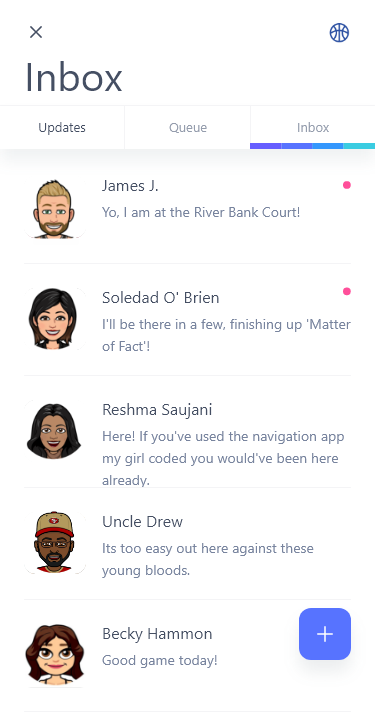 Inbox
Updates
Queue
Inbox
James J.
Yo, I am at the River Bank Court!
Soledad O' Brien
I'll be there in a few, finishing up 'Matter
of Fact'!
Reshma Saujani
Here! If you've used the navigation app
my girl coded you would've been here
already.
Uncle Drew
Its too easy out here against these
young bloods.
Becky Hammon
Good game today!